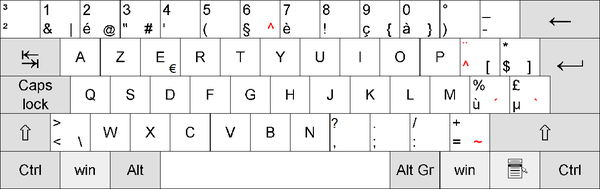 ³ 1 2 3 4 5 6 7 8 9 0 ° _
² & | é @ " # ' ( § ^ è ! ç { à } ) -
A Z E R T Y U I O P ¨ *
€ ^ [ $ ]
Caps Q S D F G H J K L M % £
lock ù ´ µ `
> W X C V B N ? . / +
< \ , ; : = ~
Ctrl win Alt Alt Gr win Ctrl